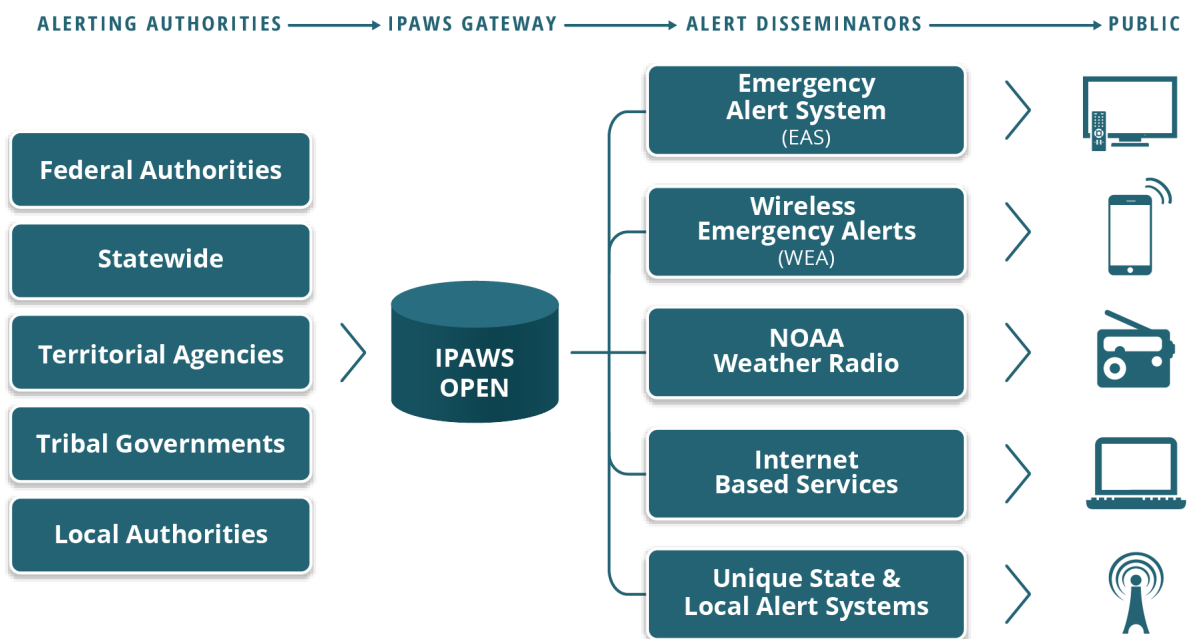 ALERTING AUTHORITIES
IPAWS GATEWAY
ALERT DISSEMINATORS
PUBLIC
Federal Authorities
Statewide
Territorial Agencies
Tribal Governments
Local Authorities
IPAWS
OPEN
Emergency
Alert System
(EAS)
Wireless
Emergency Alerts
(WEA)
NOAA
Weather Radio
Internet
Based Services
Unique State &
Local Alert Systems